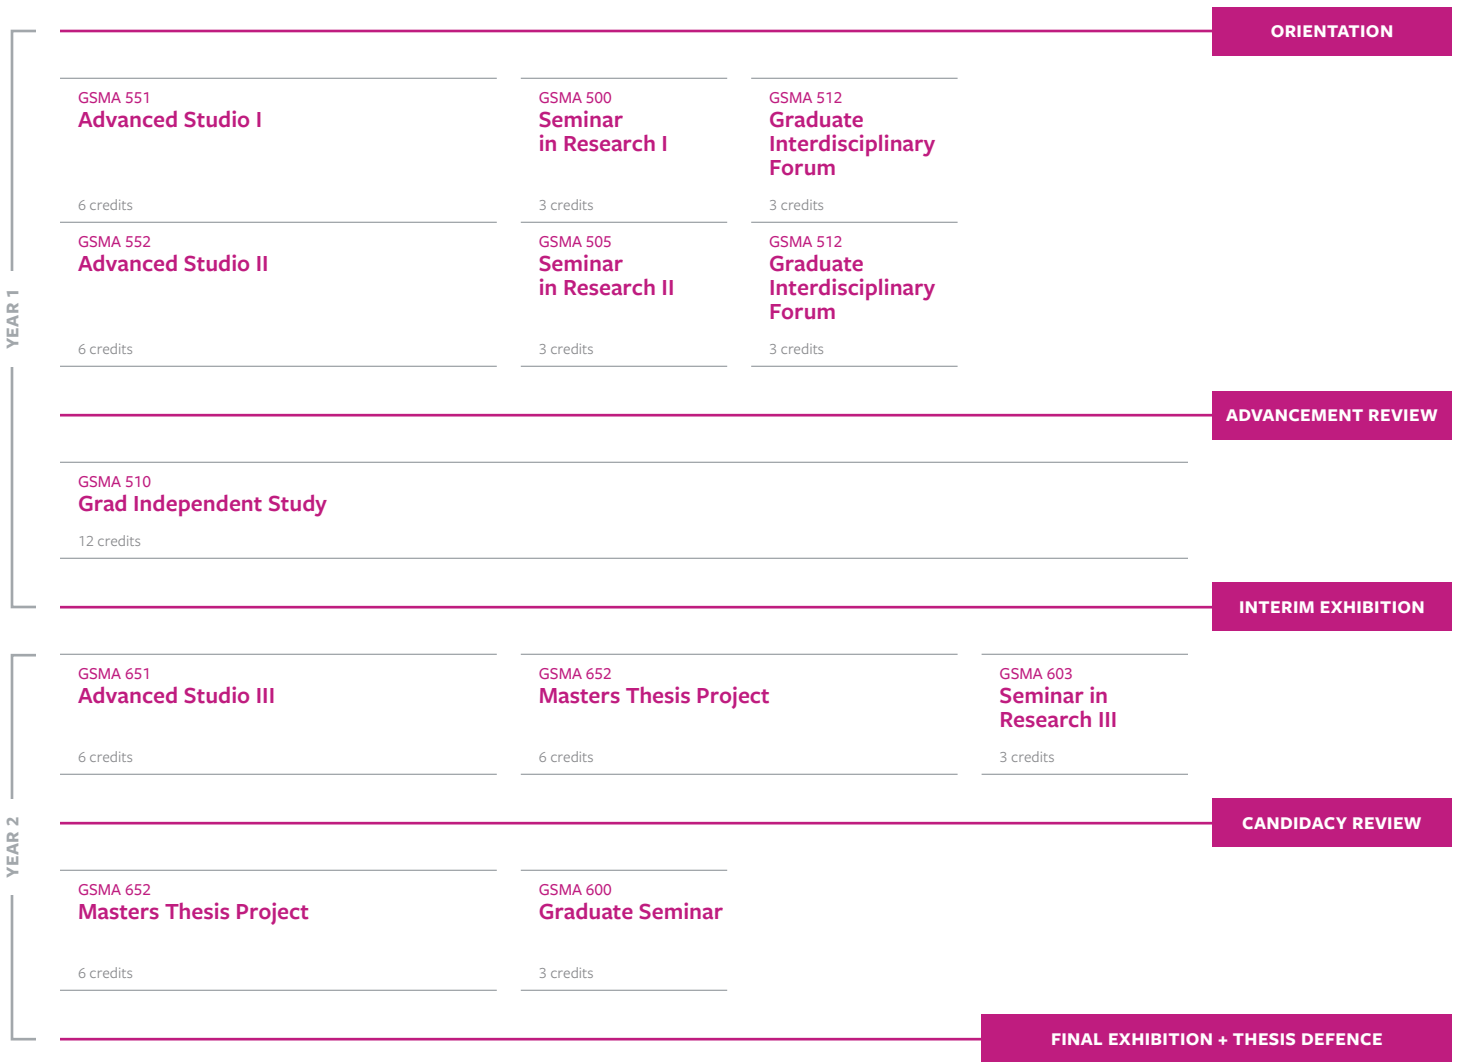 ORIENTATION
YEAR 1
GSMA 551
Advanced Studio I
6 credits
GSMA 500
Seminar
in Research I
3 credits
GSMA 512
Graduate
Interdisciplinary
Forum
3 credits
GSMA 552
Advanced Studio II
6 credits
GSMA 505
Seminar
in Research II
3 credits
GSMA 512
Graduate
Interdisciplinary
Forum
3 credits
ADVANCEMENT REVIEW
GSMA 510
Grad Independent Study
12 credits
INTERIM EXHIBITION
YEAR 2
GSMA 651
Advanced Studio III
6 credits
GSMA 652
Masters Thesis Project
6 credits
GSMA 603
Seminar in
Research III
3 credits
CANDIDACY REVIEW
GSMA 652
Masters Thesis Project
6 credits
GSMA 600
Graduate Seminar
3 credits
FINAL EXHIBITION + THESIS DEFENCE